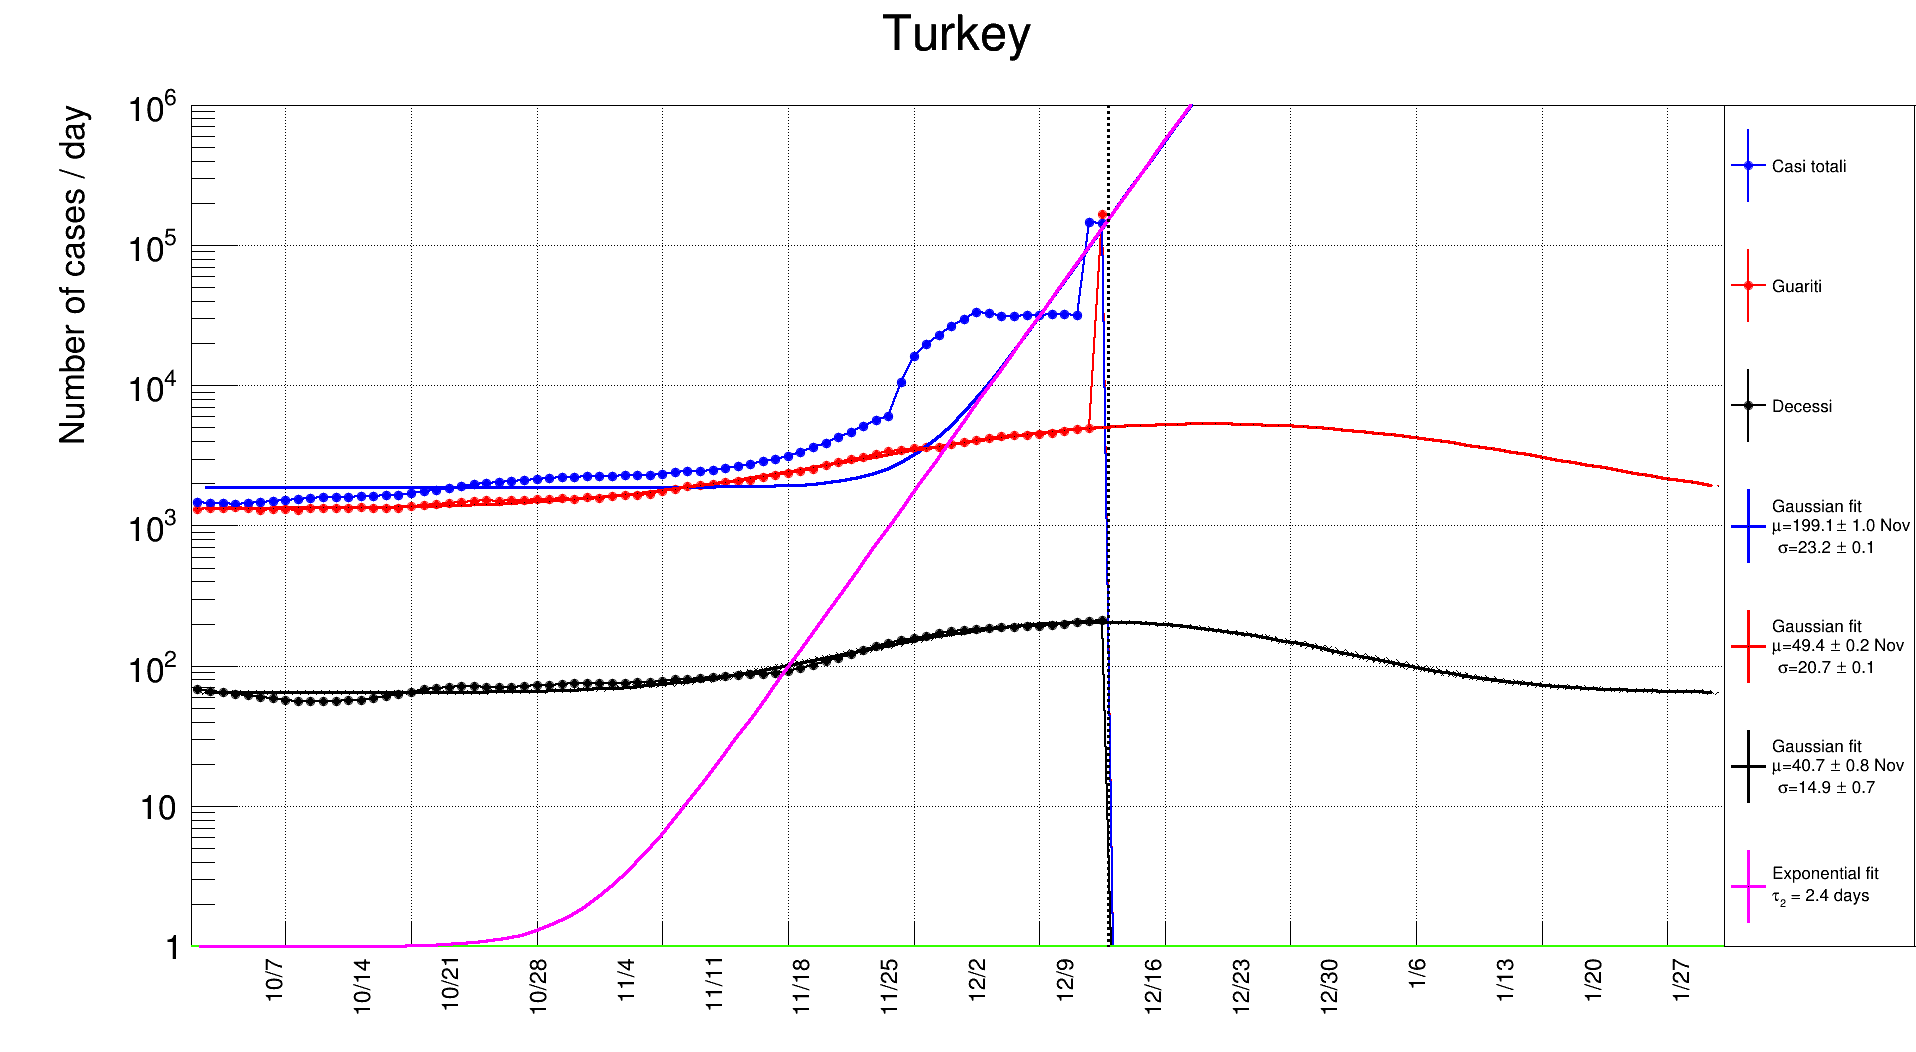 Turkey
Number of cases / day
10^6
10^5
10^4
10^3
10^2
10
1
10/7
10/14
10/21
10/28
11/4
11/11
11/18
11/25
12/2
12/9
12/16
12/23
12/30
1/6
1/13
1/20
1/27
Casi totali
Guariti
Decessi
Gaussian fit
μ=199.1 ± 1.0 Nov
σ=23.2 ± 0.1
Gaussian fit
μ=49.4 ± 0.2 Nov
σ=20.7 ± 0.1
Gaussian fit
μ=40.7 ± 0.8 Nov
σ=14.9 ± 0.7
Exponential fit
τ₂ = 2.4 days